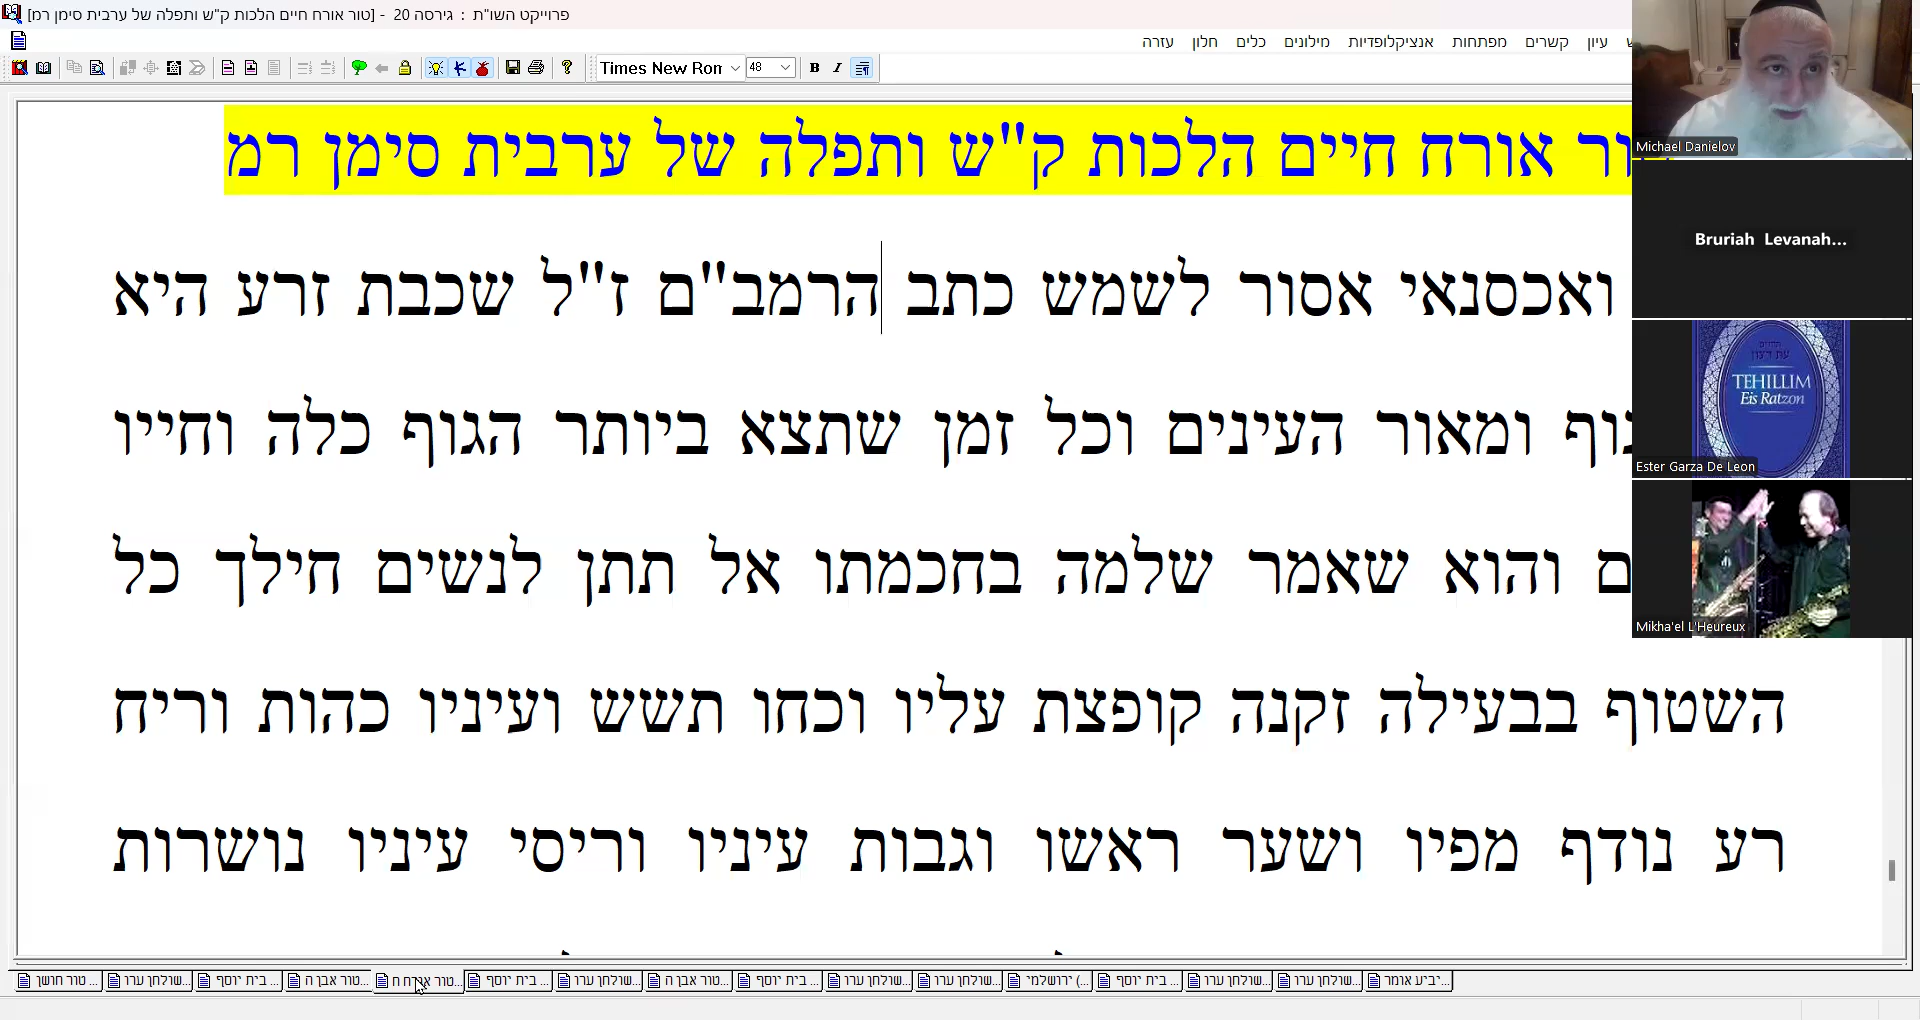 פרוייקט השו"ת : גירסה 20 - [טור אורח חיים הלכות ק"ש ותפלה של ערבית סימן רמ]
עיון קשרים מפתחות אנציקלופדיות מילונים כלים חלון עזרה
Times New Ron 48 B I
אורח חיים הלכות ק"ש ותפלה של ערבית סימן רמ
ואכסנאי אסור לשמש כתב הרמב"ם ז"ל שכבת זרע היא
ומאור העינים וכל זמן שתצא ביותר הגוף כלה וחייו
והוא שאמר שלמה בחכמתו אל תתן לנשים חילך כל
השטוף בבעילה זקנה קופצת עליו וכחו תשש ועיניו כהות וריח
רע נודף מפיו ושער ראשו וגבות עיניו וריסי עיניו נושרות
Michael Danielov
Bruriah Levanah...
תהילים
עת רצון
TEHILLIM
Eis Ratzon
Ester Garza De Leon
Mikha'el L'Heureux
טור חושן ... שולחן ערו... בית יוסף ... טור אבן ה... טור אורח ח... בית יוסף ... שולחן ערו... טור אבן ה... בית יוסף ... שולחן ערו... שולחן ערו... ירושלמי (... בית יוסף ... שולחן ערו... שולחן ערו... יביע אומר...